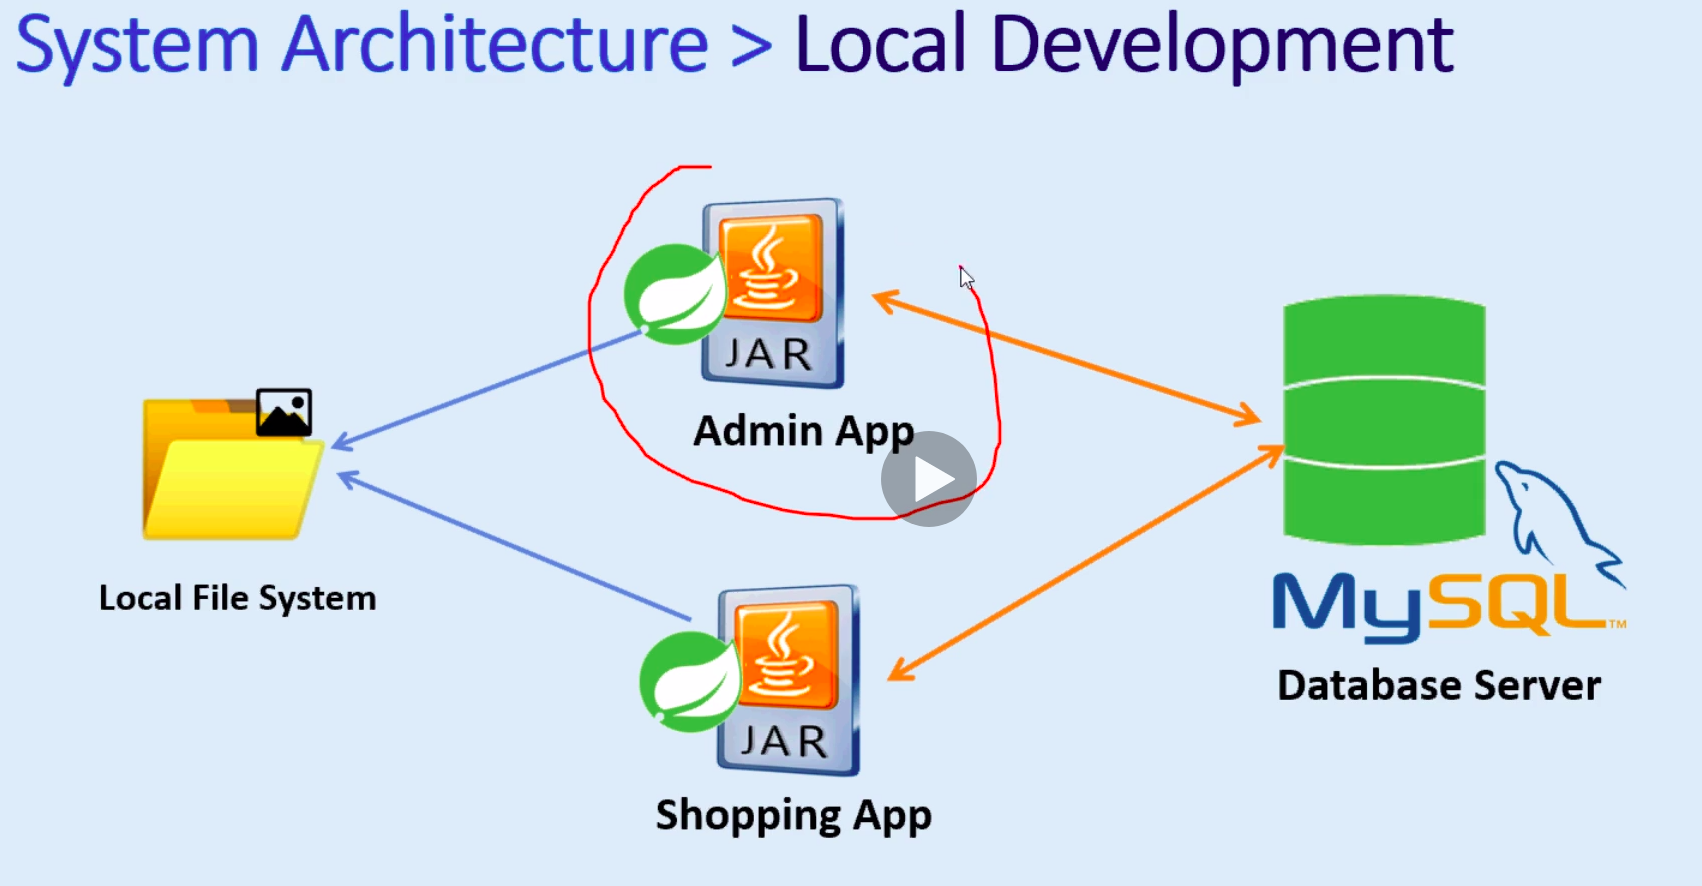 System Architecture > Local Development
JAR
Admin App
Local File System
MySQL™
Database Server
JAR
Shopping App